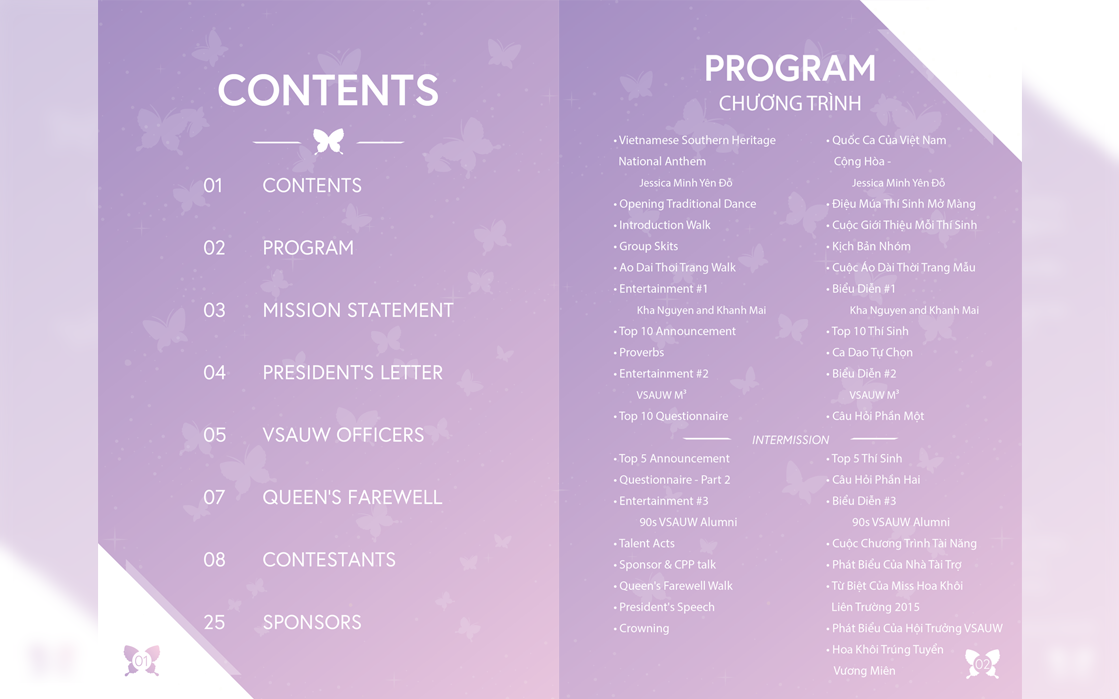 CONTENTS
01 CONTENTS
02 PROGRAM
03 MISSION STATEMENT
04 PRESIDENT'S LETTER
05 VSAUW OFFICERS
07 QUEEN'S FAREWELL
08 CONTESTANTS
25 SPONSORS
01
PROGRAM
CHƯƠNG TRÌNH
• Vietnamese Southern Heritage
National Anthem
Jessica Minh Yên Đỗ
• Opening Traditional Dance
• Introduction Walk
• Group Skits
• Ao Dai Thoi Trang Walk
• Entertainment #1
Kha Nguyen and Khanh Mai
• Top 10 Announcement
• Proverbs
• Entertainment #2
VSAUW M³
• Top 10 Questionnaire
• Quốc Ca Của Việt Nam
Cộng Hòa -
Jessica Minh Yên Đỗ
• Điệu Múa Thí Sinh Mở Màng
• Cuộc Giới Thiệu Mỗi Thí Sinh
• Kịch Bản Nhóm
• Cuộc Áo Dài Thời Trang Mẫu
• Biểu Diễn #1
Kha Nguyen and Khanh Mai
• Top 10 Thí Sinh
• Ca Dao Tự Chọn
• Biểu Diễn #2
VSAUW M³
• Câu Hỏi Phần Một
INTERMISSION
• Top 5 Announcement
• Questionnaire - Part 2
• Entertainment #3
90s VSAUW Alumni
• Talent Acts
• Sponsor & CPP talk
• Queen's Farewell Walk
• President's Speech
• Crowning
• Top 5 Thí Sinh
• Câu Hỏi Phần Hai
• Biểu Diễn #3
90s VSAUW Alumni
• Cuộc Chương Trình Tài Năng
• Phát Biểu Của Nhà Tài Trợ
• Từ Biệt Của Miss Hoa Khôi
Liên Trường 2015
• Phát Biểu Của Hội Trưởng VSAUW
• Hoa Khôi Trúng Tuyển
Vương Miên
02